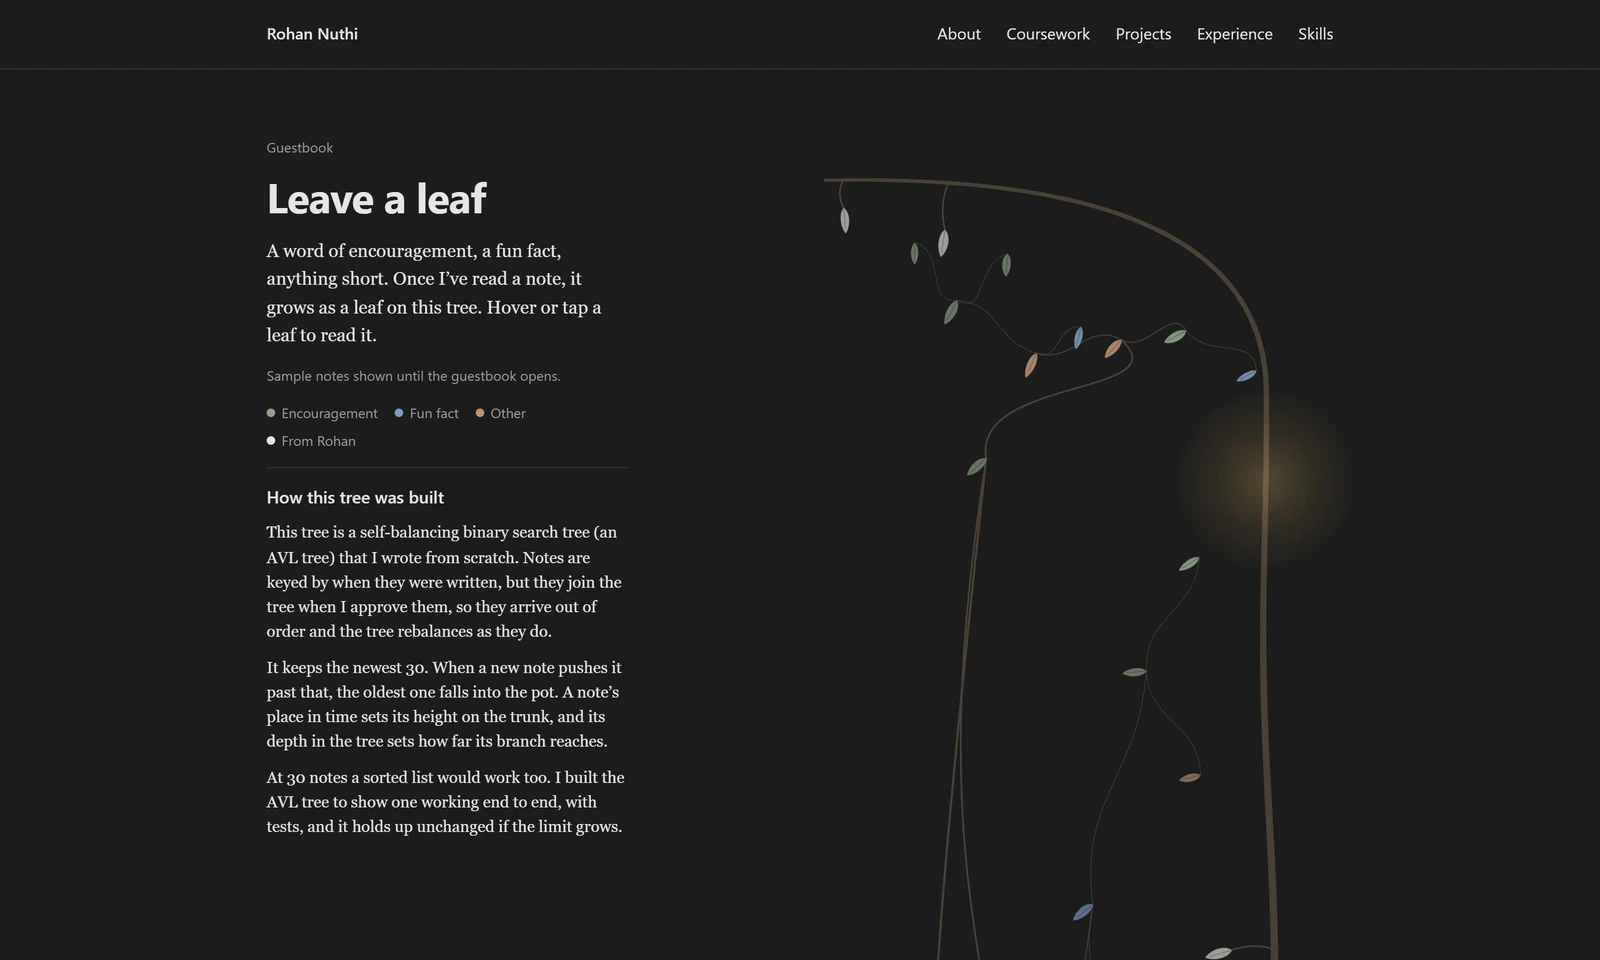 Rohan Nuthi
About Coursework Projects Experience Skills
Guestbook
Leave a leaf
A word of encouragement, a fun fact,
anything short. Once I’ve read a note, it
grows as a leaf on this tree. Hover or tap a
leaf to read it.
Sample notes shown until the guestbook opens.
Encouragement Fun fact Other
From Rohan
How this tree was built
This tree is a self-balancing binary search tree (an
AVL tree) that I wrote from scratch. Notes are
keyed by when they were written, but they join the
tree when I approve them, so they arrive out of
order and the tree rebalances as they do.
It keeps the newest 30. When a new note pushes it
past that, the oldest one falls into the pot. A note’s
place in time sets its height on the trunk, and its
depth in the tree sets how far its branch reaches.
At 30 notes a sorted list would work too. I built the
AVL tree to show one working end to end, with
tests, and it holds up unchanged if the limit grows.